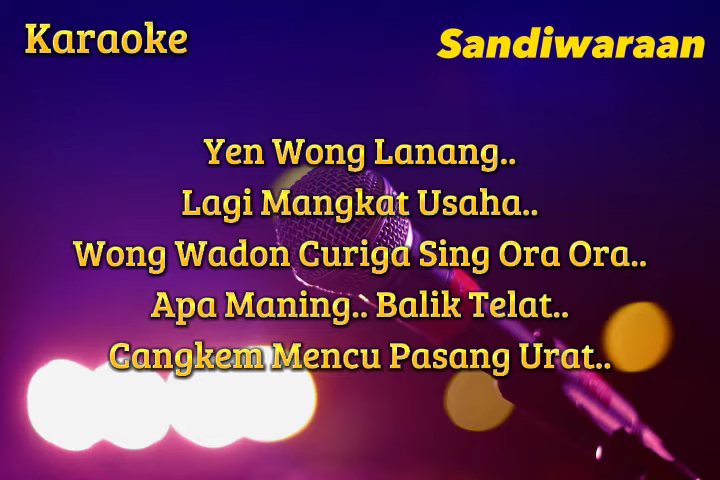 Karaoke
Sandiwaraan
Yen Wong Lanang..
Lagi Mangkat Usaha..
Wong Wadon Curiga Sing Ora Ora..
Apa Maning.. Balik Telat..
Cangkem Mencu Pasang Urat..